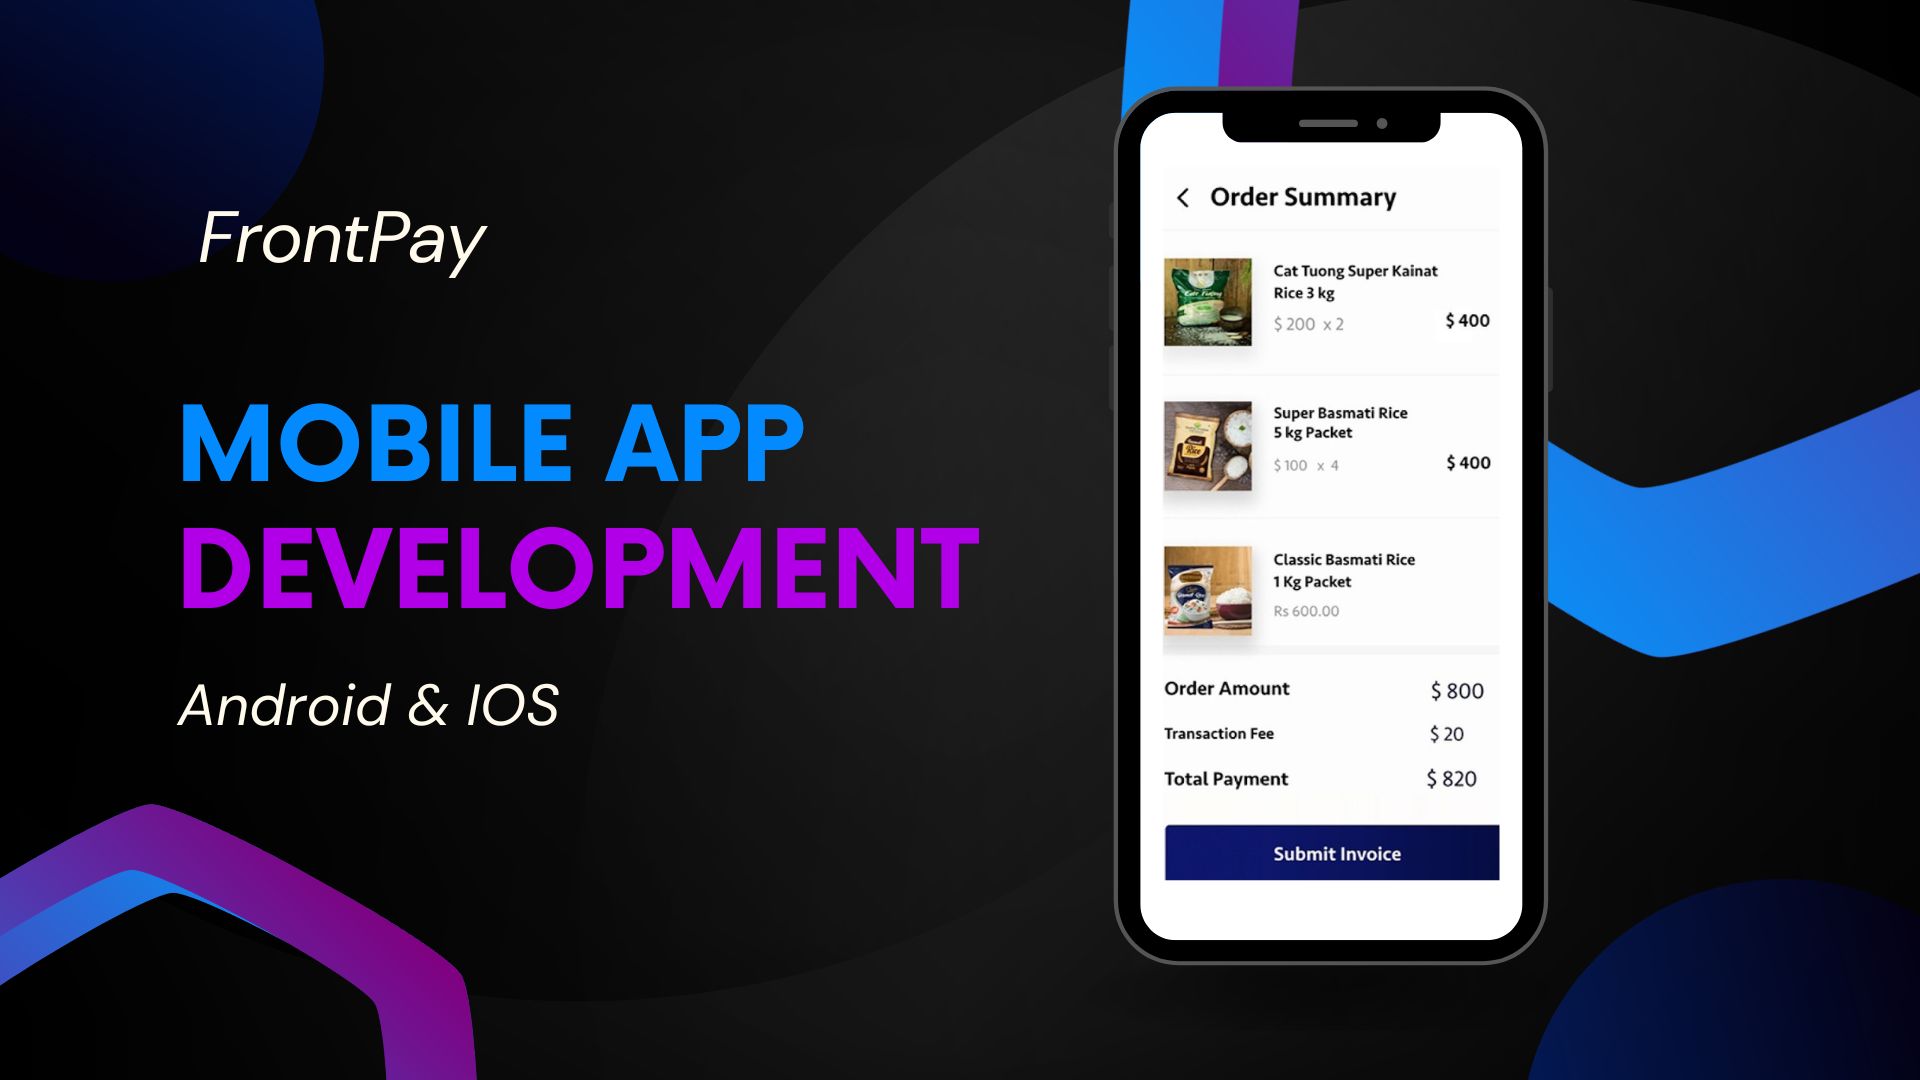 FrontPay
MOBILE APP
DEVELOPMENT
Android & IOS
Order Summary
Cat Tuong Super Kainat
Rice 3 kg
$ 200 x 2
$ 400
Super Basmati Rice
5 kg Packet
$ 100 x 4
$ 400
Classic Basmati Rice
1 Kg Packet
Rs 600.00
Order Amount
$ 800
Transaction Fee
$ 20
Total Payment
$ 820
Submit Invoice